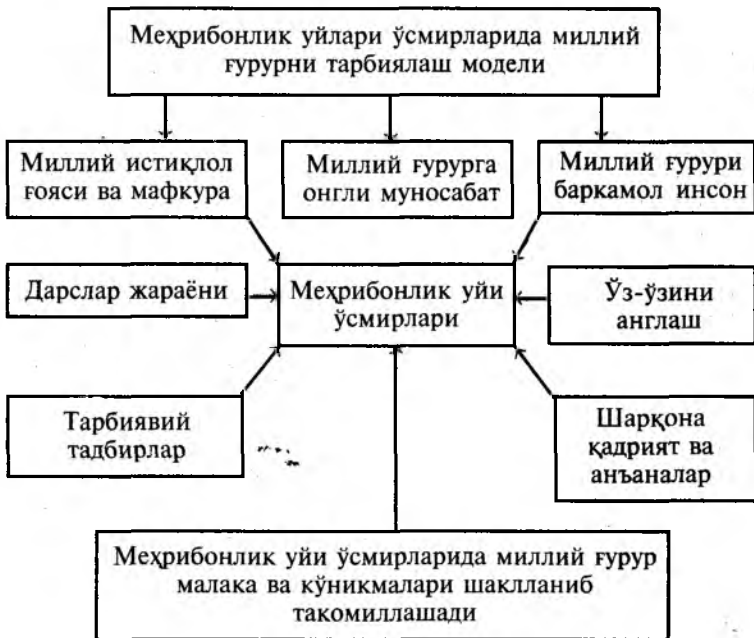 Меҳрибонлик уйлари ўсмирларида миллий
ғурурни тарбиялаш модели
Миллий истиқлол
ғояси ва мафкура
Миллий ғурурга
онгли муносабат
Миллий ғурури
баркамол инсон
Дарслар жараёни
Меҳрибонлик уйи
ўсмирлари
Ўз-ўзини
англаш
Тарбиявий
тадбирлар
Шарқона
қадрият ва
анъаналар
Меҳрибонлик уйи ўсмирларида миллий ғурур
малака ва кўникмалари шаклланиб
такомиллашади